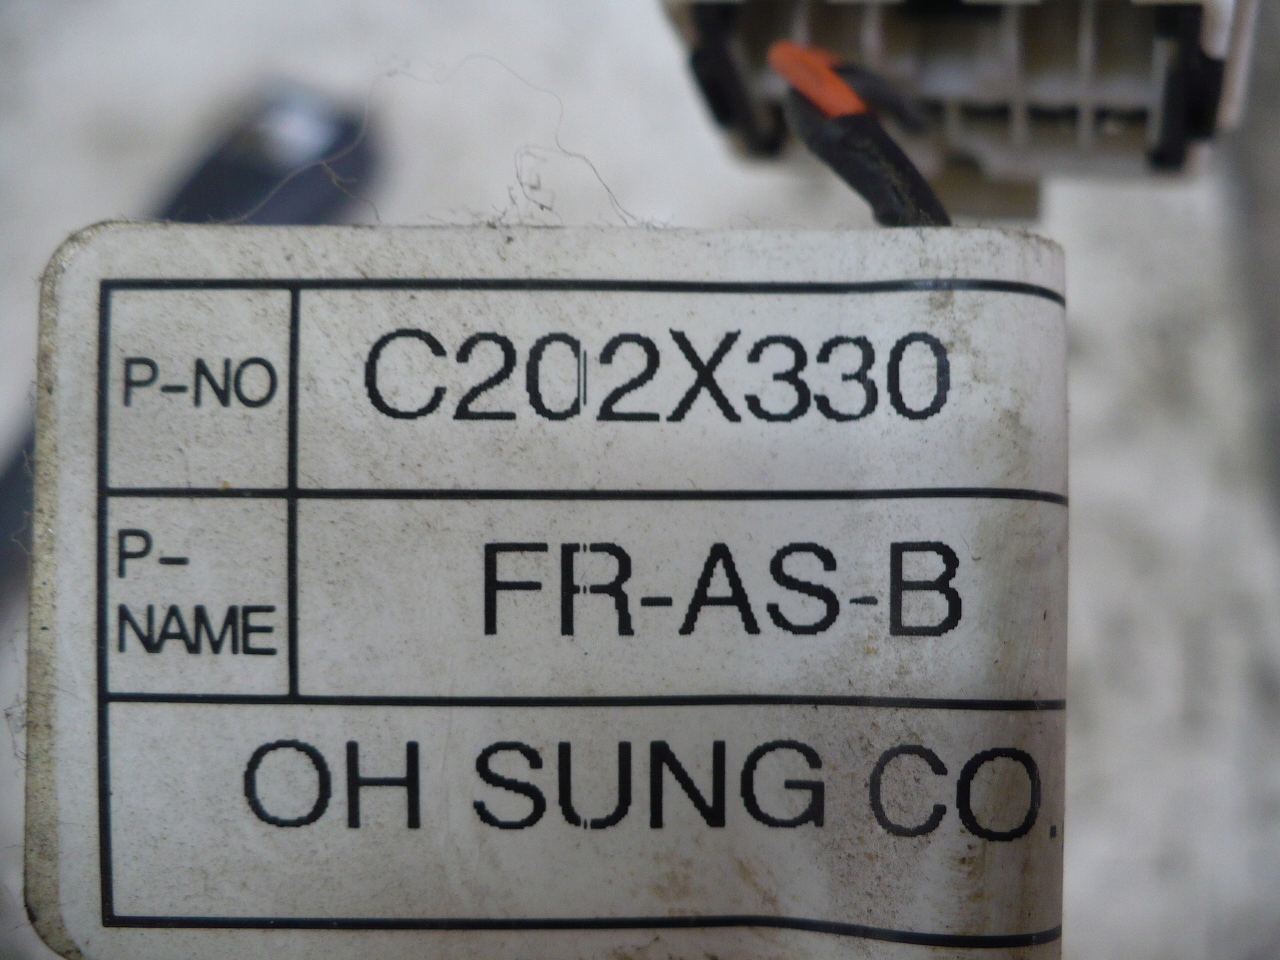 P-NO C202X330
P-
NAME FR-AS-B
OH SUNG CO.